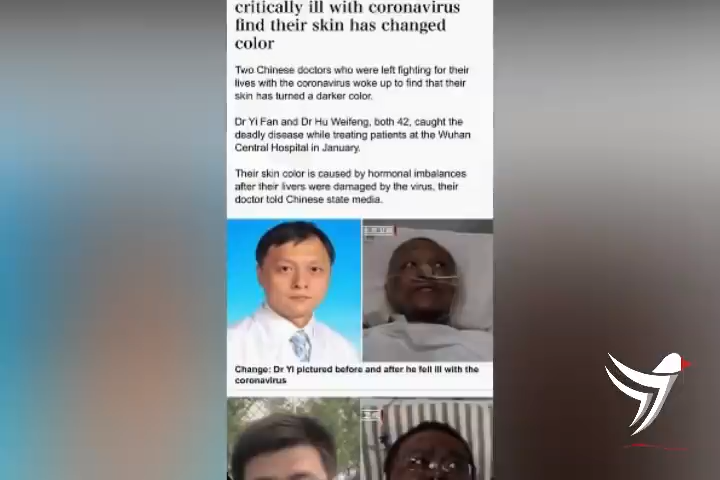 critically ill with coronavirus
find their skin has changed
color
Two Chinese doctors who were left fighting for their
lives with the coronavirus woke up to find that their
skin has turned a darker color.
Dr Yi Fan and Dr Hu Weifeng, both 42, caught the
deadly disease while treating patients at the Wuhan
Central Hospital in January.
Their skin color is caused by hormonal imbalances
after their livers were damaged by the virus, their
doctor told Chinese state media.
Change: Dr Yi pictured before and after he fell ill with the
coronavirus